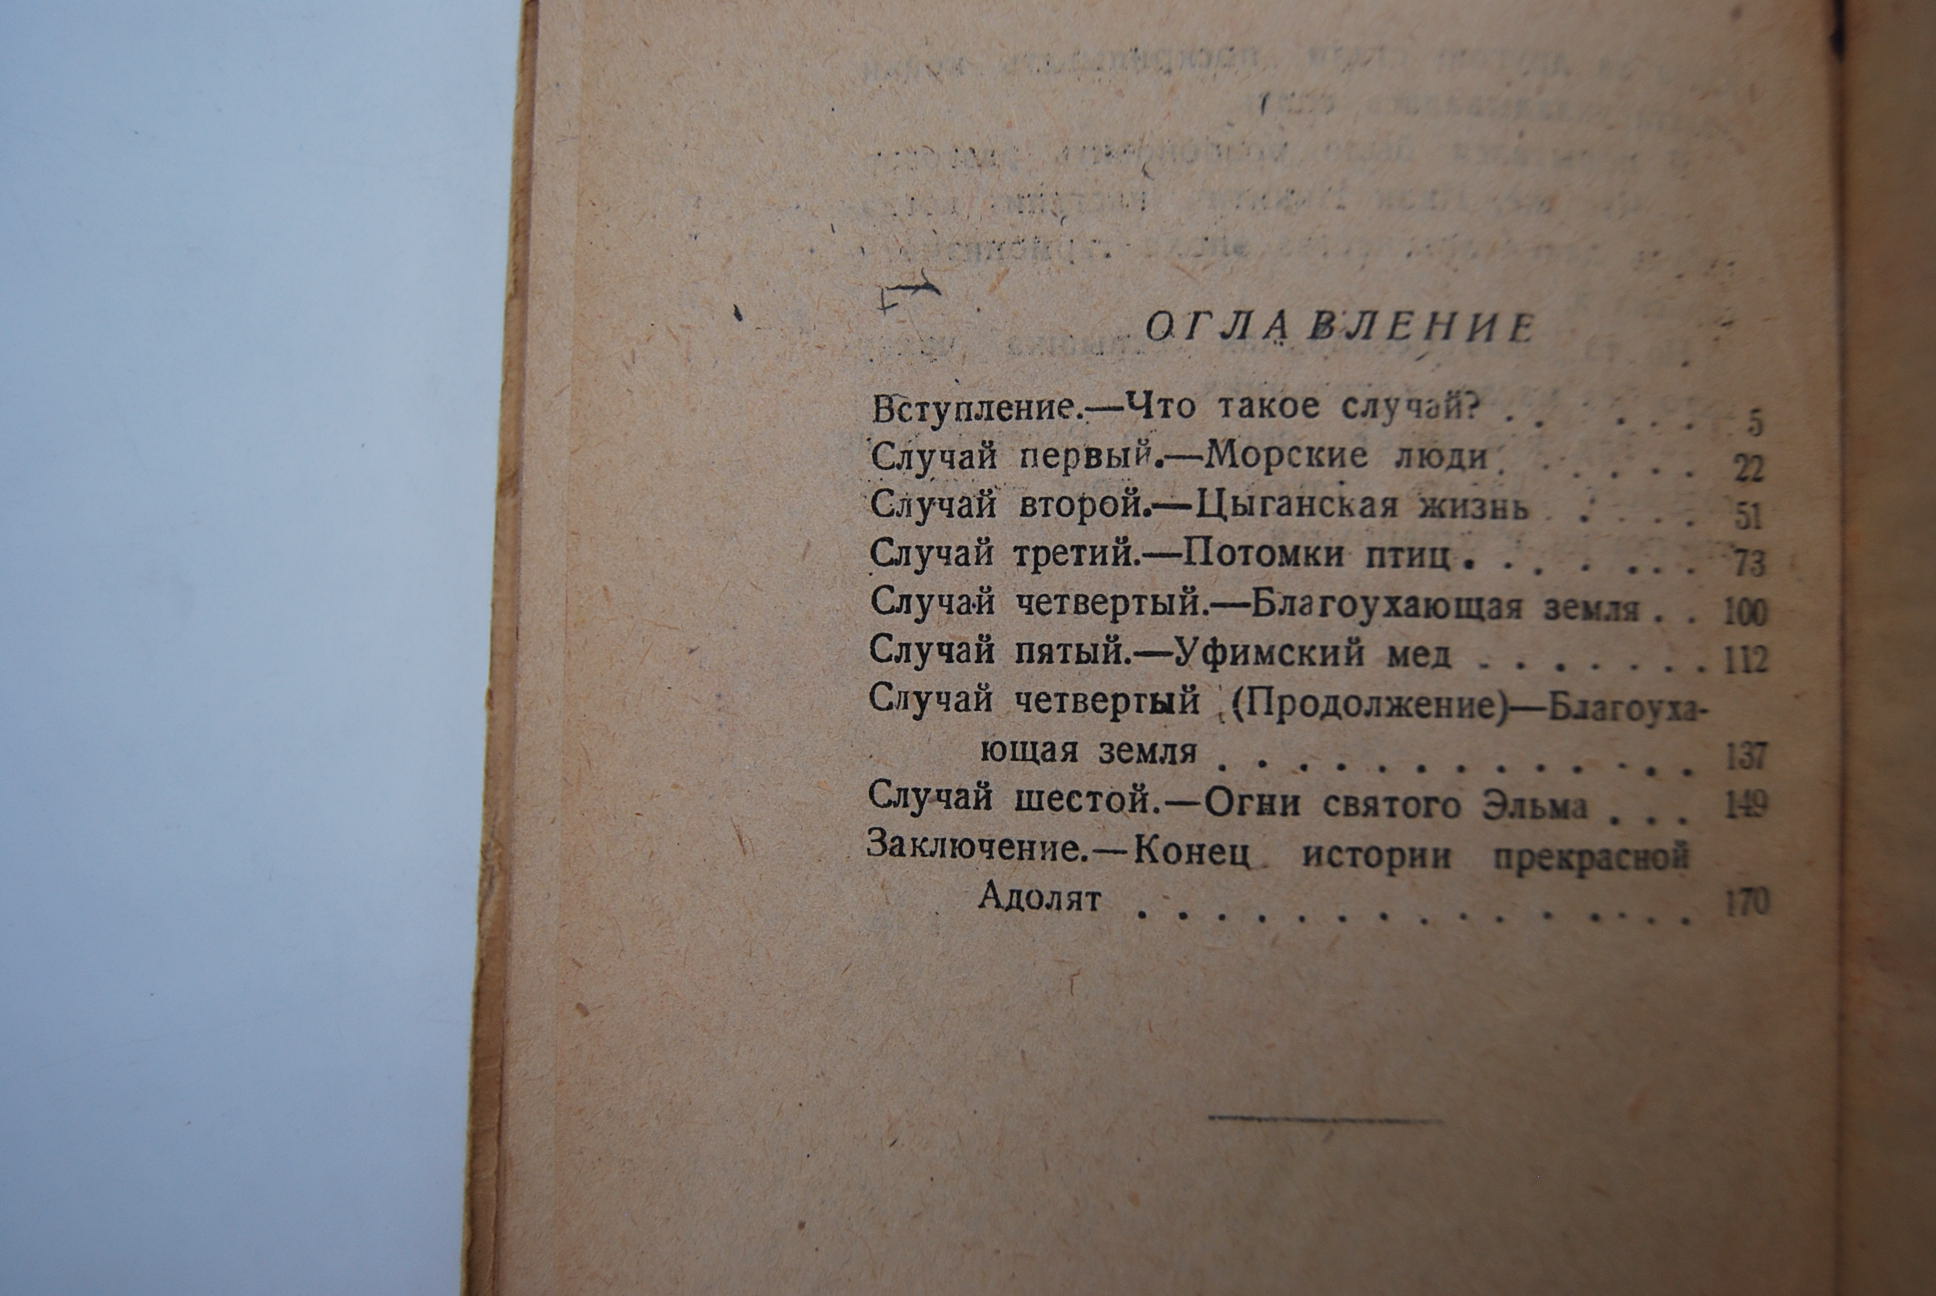 ОГЛАВЛЕНИЕ
Вступление.—Что такое случай? . . . . . 5
Случай первый.—Морские люди . . . . . 22
Случай второй.—Цыганская жизнь . . . . . 51
Случай третий.—Потомки птиц . . . . . . . . 73
Случай четвертый.—Благоухающая земля . . 100
Случай пятый.—Уфимский мед . . . . . . . 112
Случай четвертый (Продолжение)—Благоуха-
ющая земля . . . . . . . . . . . . . 137
Случай шестой.—Огни святого Эльма . . . 149
Заключение.—Конец истории прекрасной
Адолят . . . . . . . . . . . . . . . 170